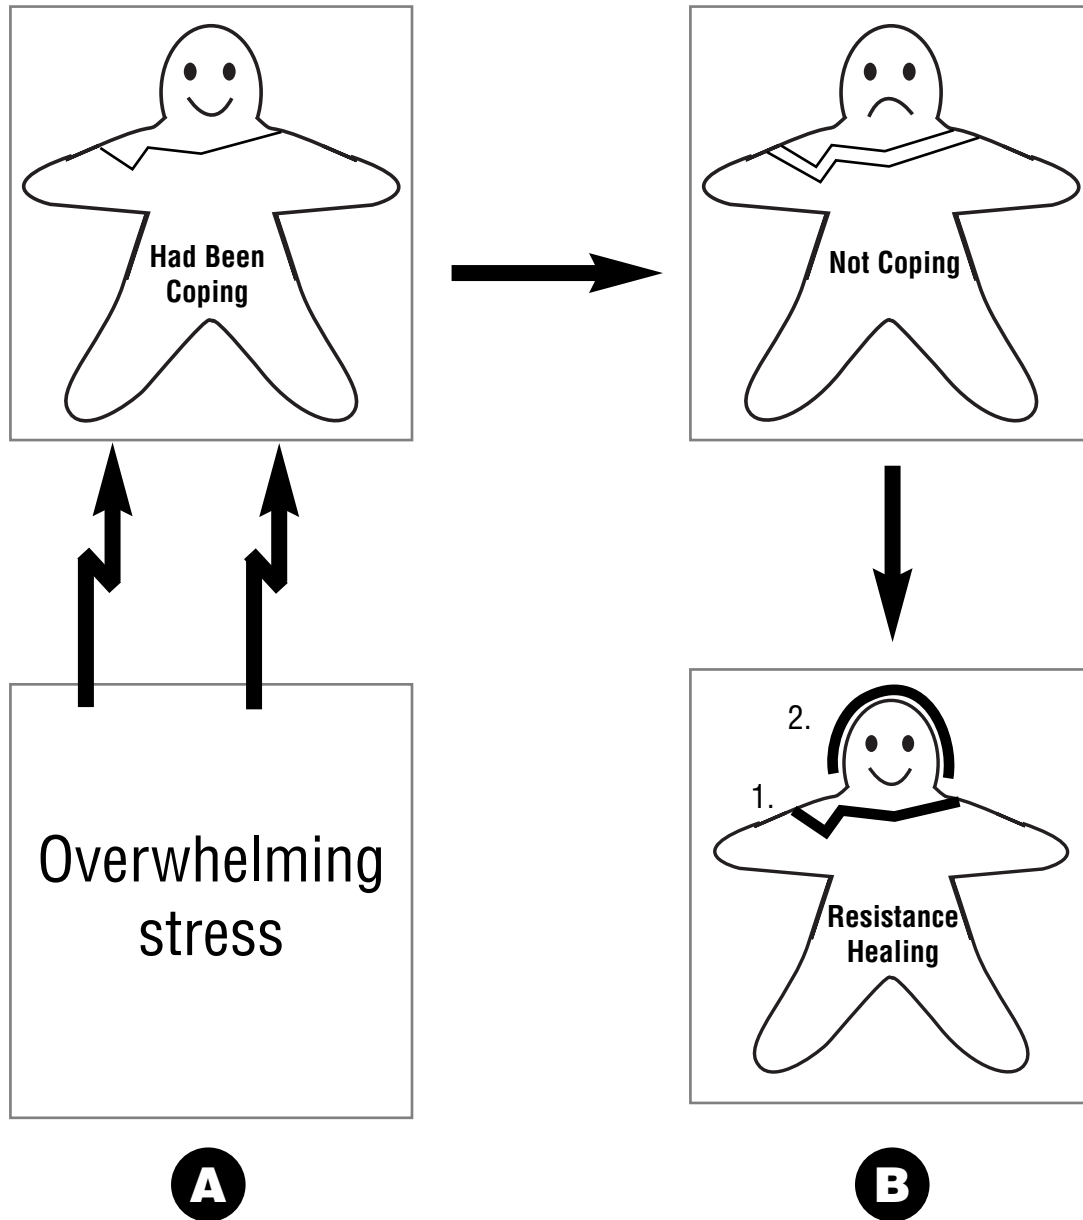 Had Been
Coping
Not Coping
Overwhelming
stress
2.
1.
Resistance
Healing
A
B